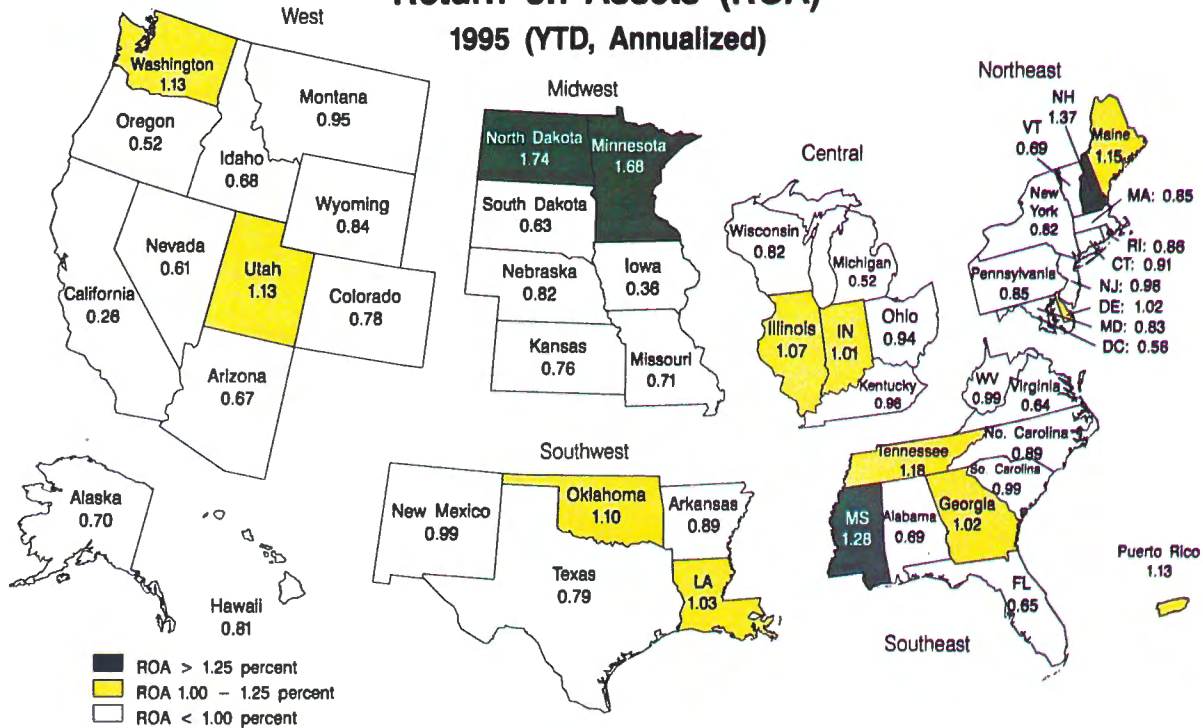 Return on Assets (ROA)
1995 (YTD, Annualized)
West
Washington
1.13
Oregon
0.52
Montana
0.95
Idaho
0.68
Wyoming
0.84
Nevada
0.61
Utah
1.13
California
0.26
Colorado
0.78
Arizona
0.67
Alaska
0.70
Hawaii
0.81
Midwest
North Dakota
1.74
Minnesota
1.68
South Dakota
0.63
Nebraska
0.82
Iowa
0.36
Kansas
0.76
Missouri
0.71
Central
Wisconsin
0.82
Michigan
0.52
Illinois
1.07
IN
1.01
Ohio
0.94
Kentucky
0.96
Northeast
NH
1.37
VT
0.69
Maine
1.15
New
York
0.82
MA: 0.85
RI: 0.86
CT: 0.91
Pennsylvania
0.85
NJ: 0.98
DE: 1.02
MD: 0.83
DC: 0.56
Southwest
New Mexico
0.99
Oklahoma
1.10
Arkansas
0.89
Texas
0.79
LA
1.03
WV
0.99
Virginia
0.64
No. Carolina
0.89
Tennessee
1.18
So Carolina
0.99
MS
1.28
Alabama
0.69
Georgia
1.02
FL
0.65
Southeast
Puerto Rico
1.13
ROA > 1.25 percent
ROA 1.00 – 1.25 percent
ROA < 1.00 percent